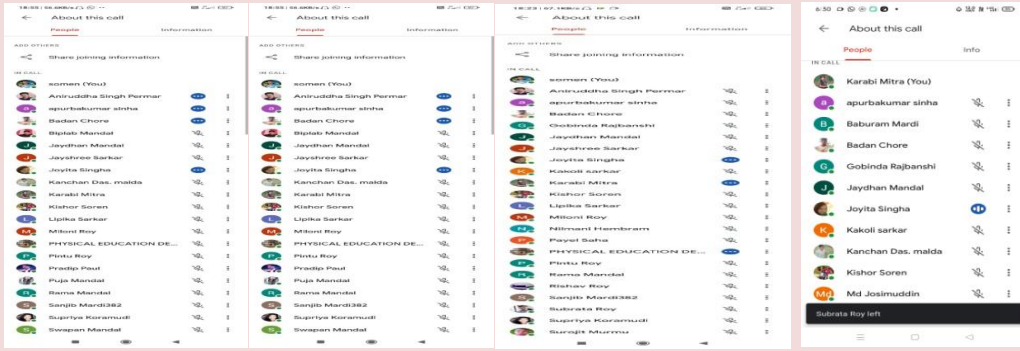 About this call
People Information
ADD OTHERS
Share joining information
IN CALL
somen (You)
Aniruddha Singh Permar
apurbakumar sinha
Badan Chore
Biplab Mandal
Jaydhan Mandal
Jayshree Sarkar
Joyita Singha
Kanchan Das. malda
Karabi Mitra
Kishor Soren
Lipika Sarkar
Miloni Roy
PHYSICAL EDUCATION DE...
Pintu Roy
Pradip Paul
Puja Mandal
Rama Mandal
Sanjib Mardi382
Supriya Koramudi
Swapan Mandal
About this call
People Information
ADD OTHERS
Share joining information
IN CALL
somen (You)
Aniruddha Singh Permar
apurbakumar sinha
Badan Chore
Biplab Mandal
Jaydhan Mandal
Jayshree Sarkar
Joyita Singha
Kanchan Das. malda
Karabi Mitra
Kishor Soren
Lipika Sarkar
Miloni Roy
PHYSICAL EDUCATION DE...
Pintu Roy
Pradip Paul
Puja Mandal
Rama Mandal
Sanjib Mardi382
Supriya Koramudi
Swapan Mandal
About this call
People Information
ADD OTHERS
Share joining information
IN CALL
somen (You)
Aniruddha Singh Permar
apurbakumar sinha
Badan Chore
Gobinda Rajbanshi
Jaydhan Mandal
Jayshree Sarkar
Joyita Singha
Kakoli sarkar
Karabi Mitra
Kishor Soren
Lipika Sarkar
Miloni Roy
Nilmani Hembram
Payel Saha
PHYSICAL EDUCATION DE...
Pintu Roy
Rama Mandal
Rishav Roy
Sanjib Mardi382
Subrata Roy
Supriya Koramudi
Surojit Murmu
6:50
About this call
People Info
IN CALL
Karabi Mitra (You)
apurbakumar sinha
Baburam Mardi
Badan Chore
Gobinda Rajbanshi
Jaydhan Mandal
Joyita Singha
Kakoli sarkar
Kanchan Das. malda
Kishor Soren
Md Josimuddin
Subrata Roy left